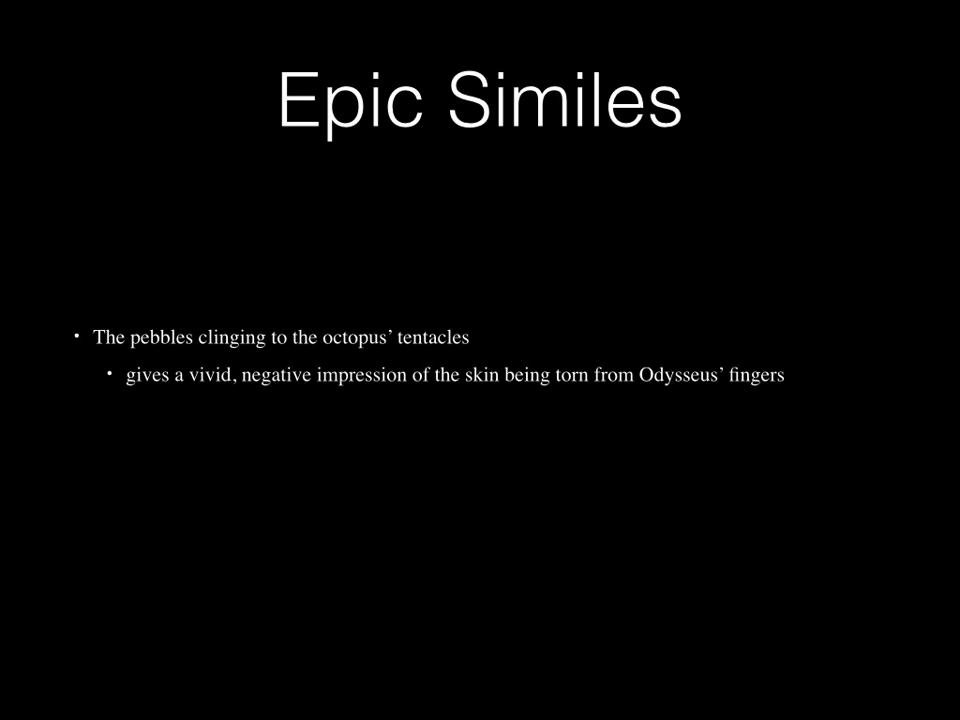 Epic Similes
• The pebbles clinging to the octopus’ tentacles
• gives a vivid, negative impression of the skin being torn from Odysseus’ fingers